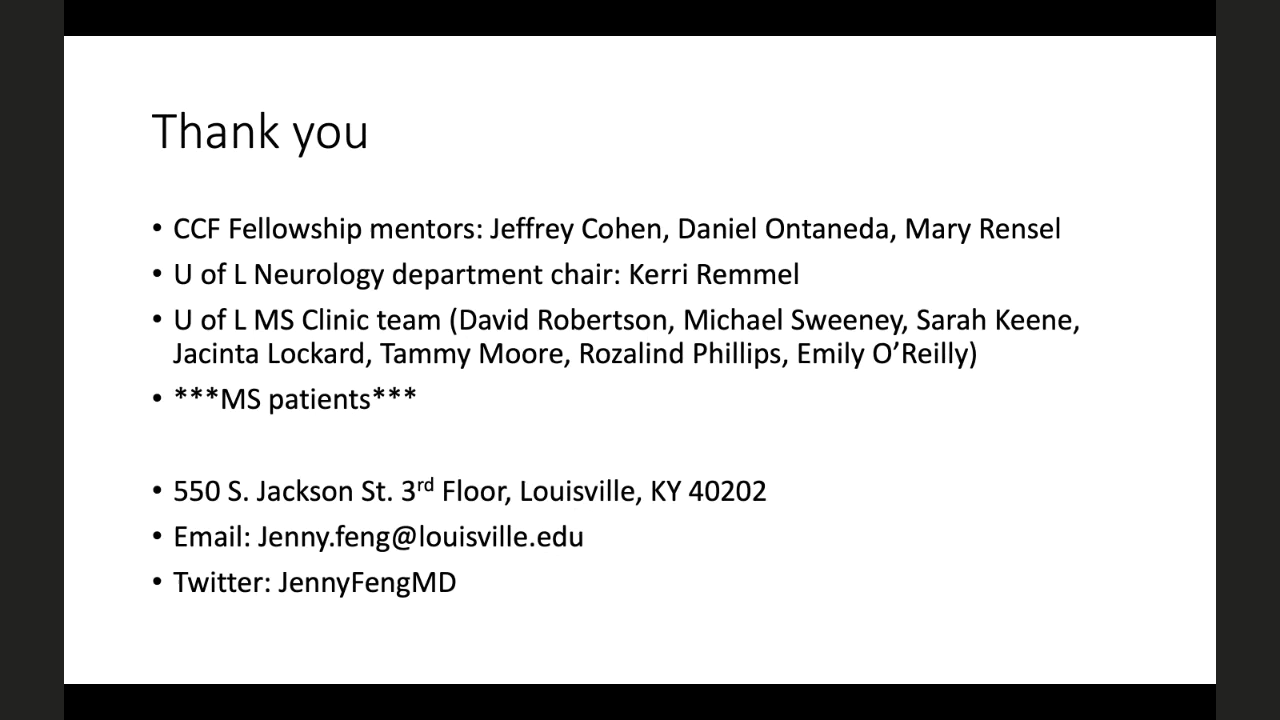 Thank you
• CCF Fellowship mentors: Jeffrey Cohen, Daniel Ontaneda, Mary Rensel
• U of L Neurology department chair: Kerri Remmel
• U of L MS Clinic team (David Robertson, Michael Sweeney, Sarah Keene,
Jacinta Lockard, Tammy Moore, Rozalind Phillips, Emily O’Reilly)
• ***MS patients***
• 550 S. Jackson St. 3rd Floor, Louisville, KY 40202
• Email: Jenny.feng@louisville.edu
• Twitter: JennyFengMD